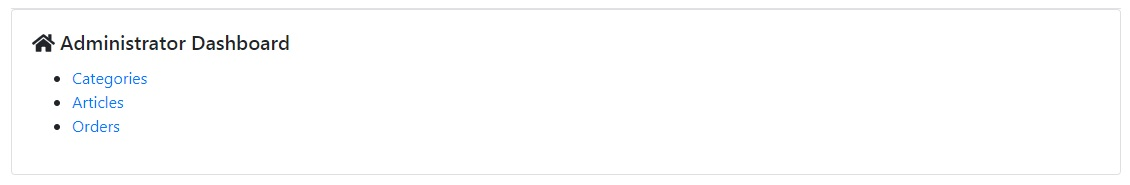 Administrator Dashboard
Categories
Articles
Orders